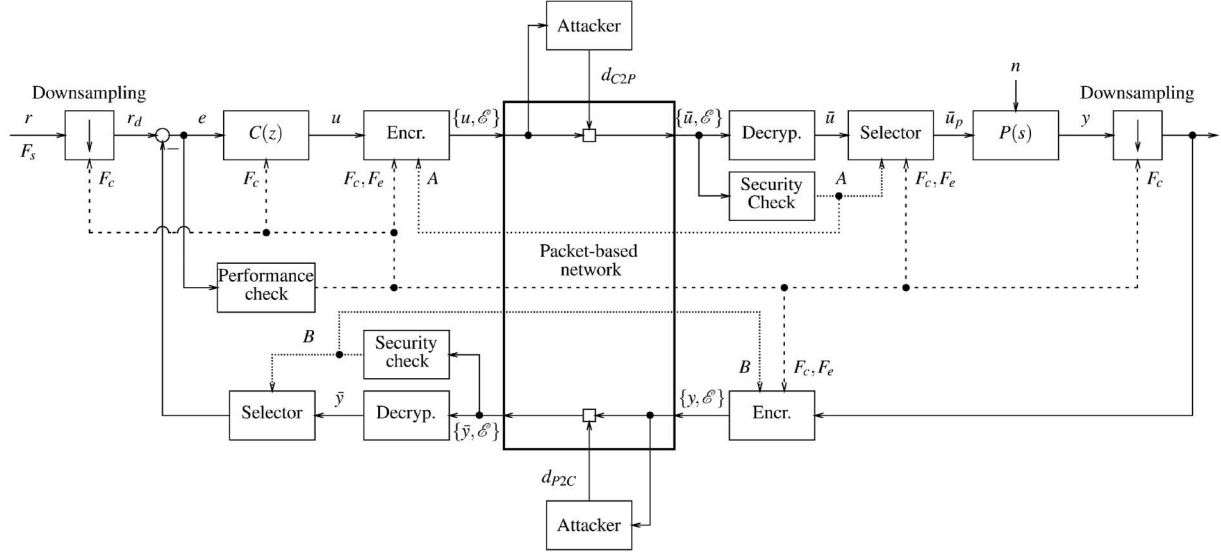 Attacker
d_{C2P}
n
Downsampling
Downsampling
r
r_d
e
C(z)
u
Encr.
{u, ℰ}
{ū, ℰ}
Decryp.
ū
Selector
ū_p
P(s)
y
F_s
F_c
F_c
F_c, F_e
A
Security
Check
A
F_c, F_e
F_c
Packet-based
network
Performance
check
B
Security
check
B
F_c, F_e
Selector
ȳ
Decryp.
{ȳ, ℰ}
{y, ℰ}
Encr.
d_{P2C}
Attacker